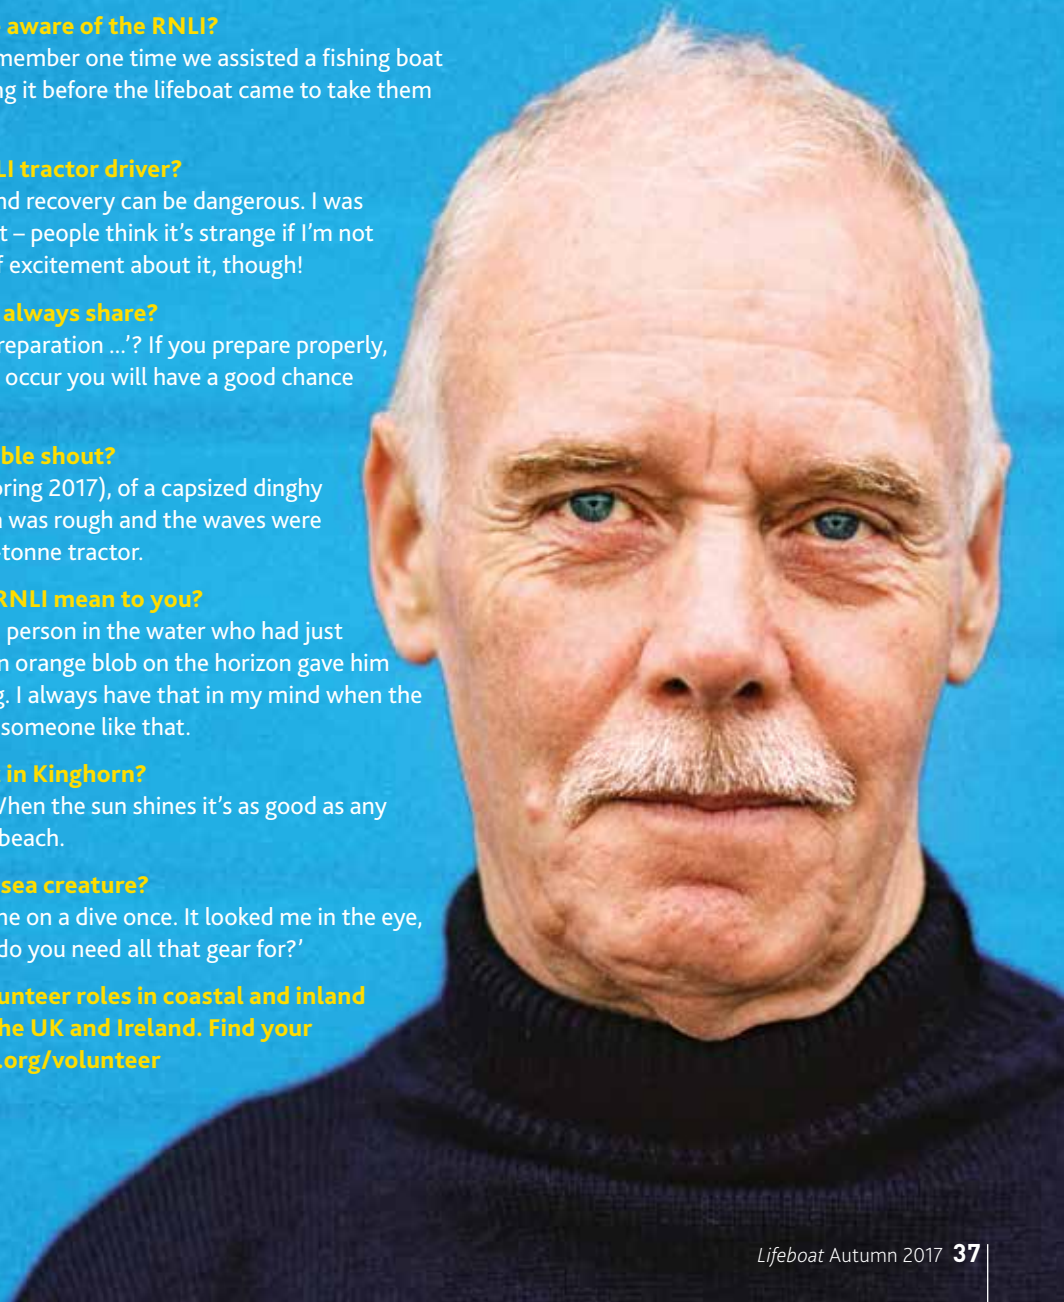 aware of the RNLI?
member one time we assisted a fishing boat
ng it before the lifeboat came to take them
LI tractor driver?
nd recovery can be dangerous. I was
t – people think it's strange if I'm not
f excitement about it, though!
always share?
reparation ...'? If you prepare properly,
occur you will have a good chance
ble shout?
pring 2017), of a capsized dinghy
was rough and the waves were
tonne tractor.
RNLI mean to you?
person in the water who had just
n orange blob on the horizon gave him
g. I always have that in my mind when the
someone like that.
in Kinghorn?
When the sun shines it's as good as any
beach.
sea creature?
me on a dive once. It looked me in the eye,
do you need all that gear for?'
unteer roles in coastal and inland
he UK and Ireland. Find your
.org/volunteer
Lifeboat Autumn 2017 37